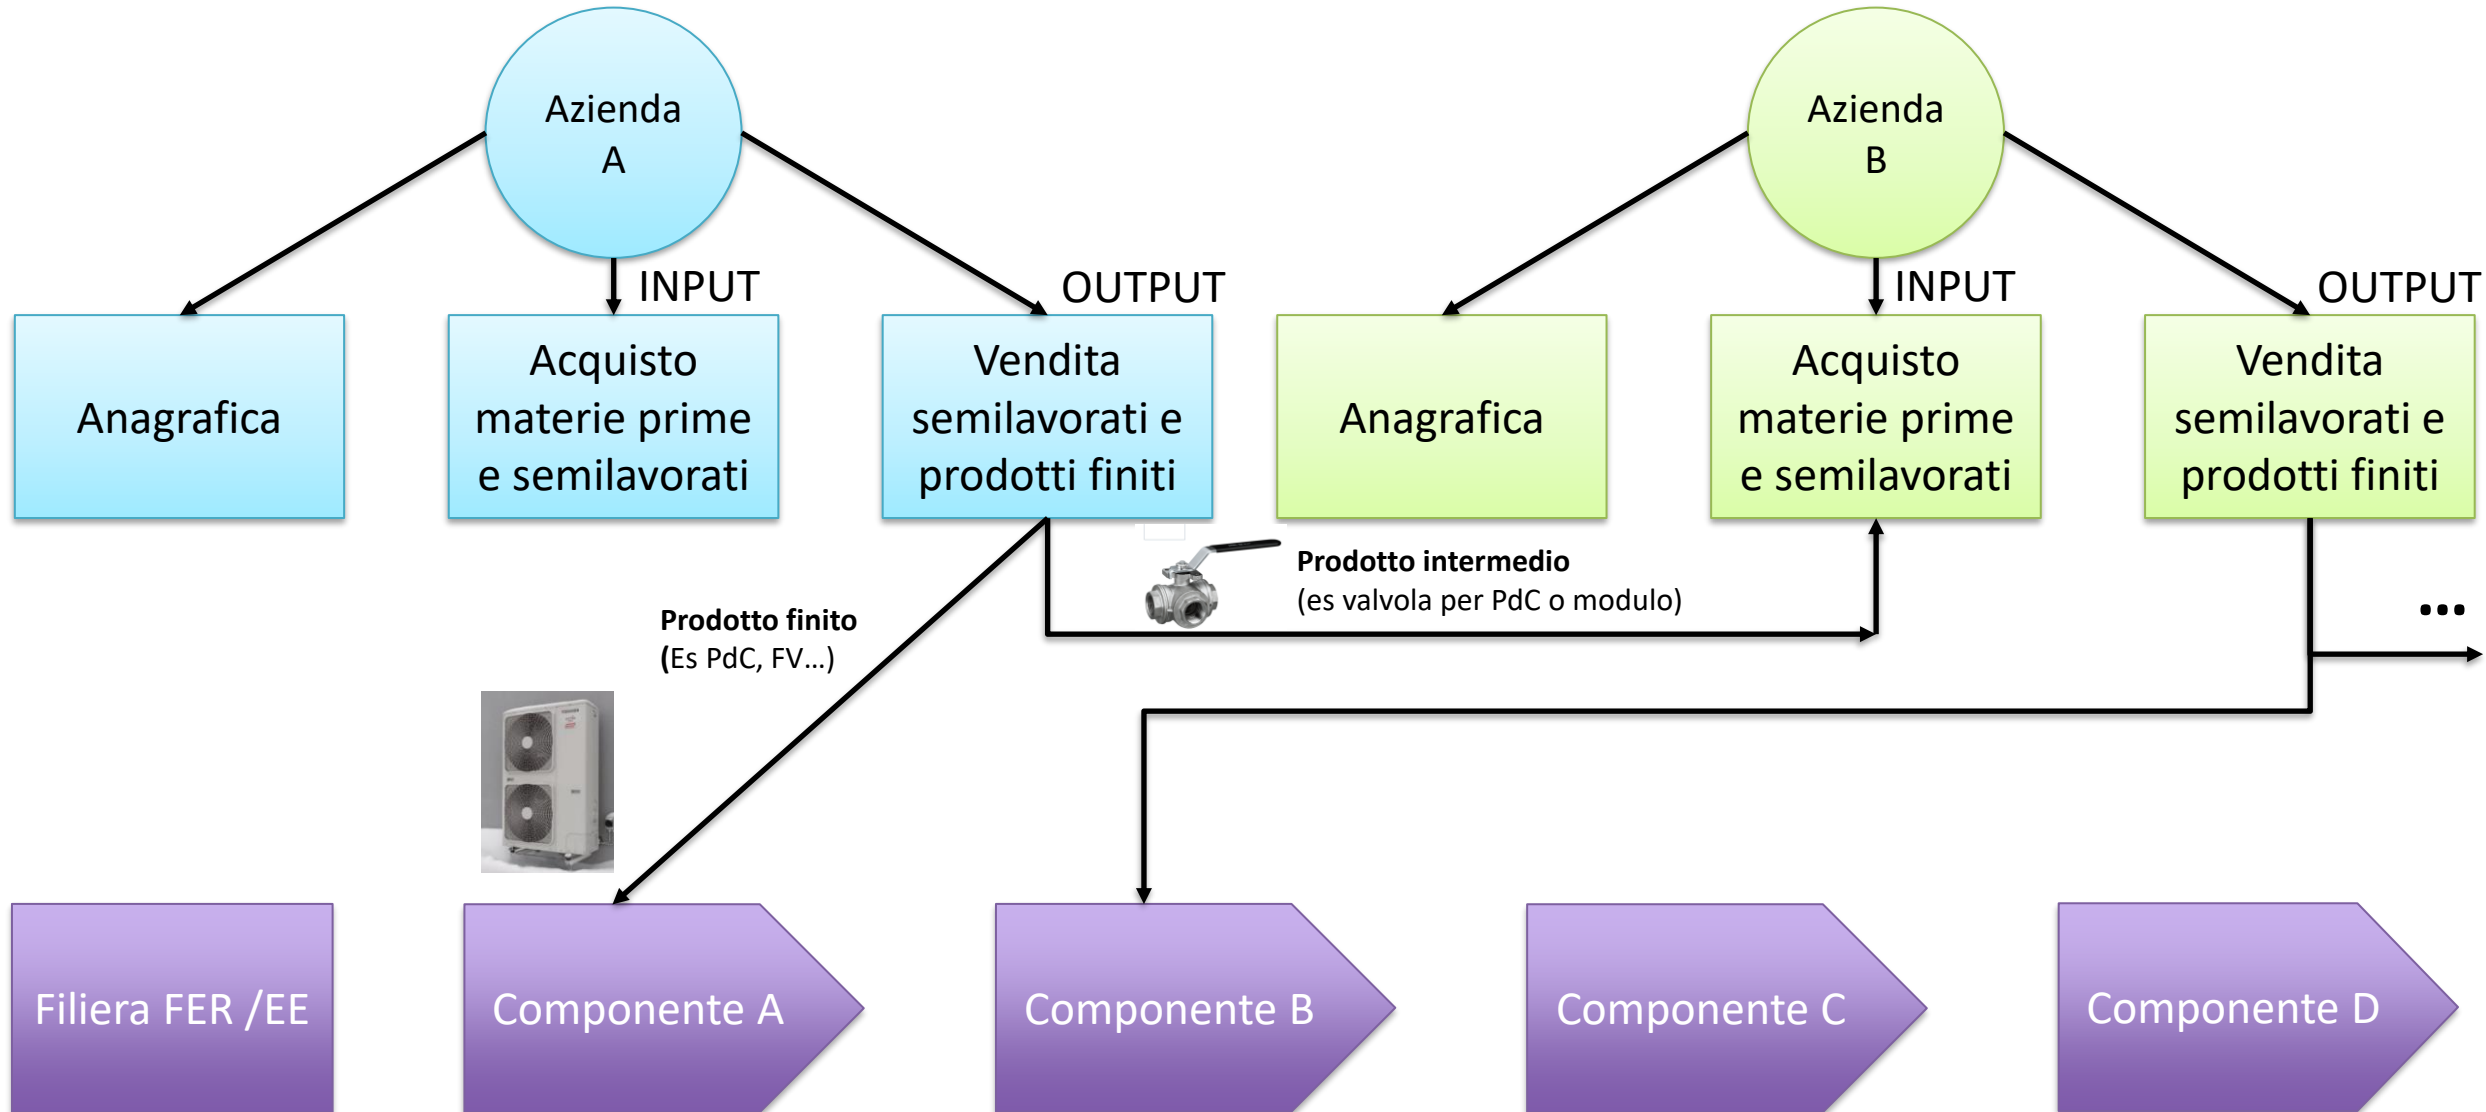 Azienda
A
Azienda
B
INPUT
OUTPUT
INPUT
OUTPUT
Anagrafica
Acquisto
materie prime
e semilavorati
Vendita
semilavorati e
prodotti finiti
Anagrafica
Acquisto
materie prime
e semilavorati
Vendita
semilavorati e
prodotti finiti
Prodotto intermedio
(es valvola per PdC o modulo)
...
Prodotto finito
(Es PdC, FV...)
Filiera FER /EE
Componente A
Componente B
Componente C
Componente D